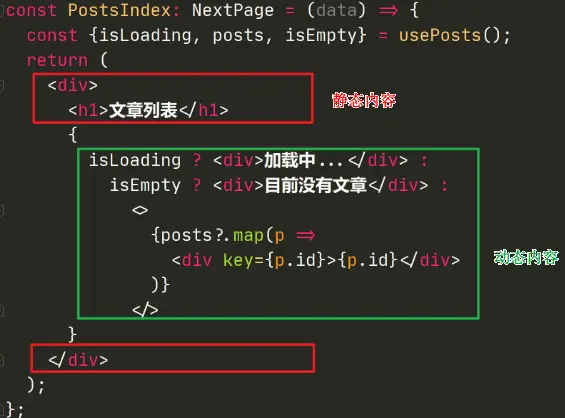 const PostsIndex: NextPage = (data) => {
const {isLoading, posts, isEmpty} = usePosts();
return (
<div>
<h1>文章列表</h1>
静态内容
{
isLoading ? <div>加载中...</div> :
isEmpty ? <div>目前没有文章</div> :
<>
{posts?.map(p =>
<div key={p.id}>{p.id}</div>
动态内容
)}
</>
}
</div>
);
};